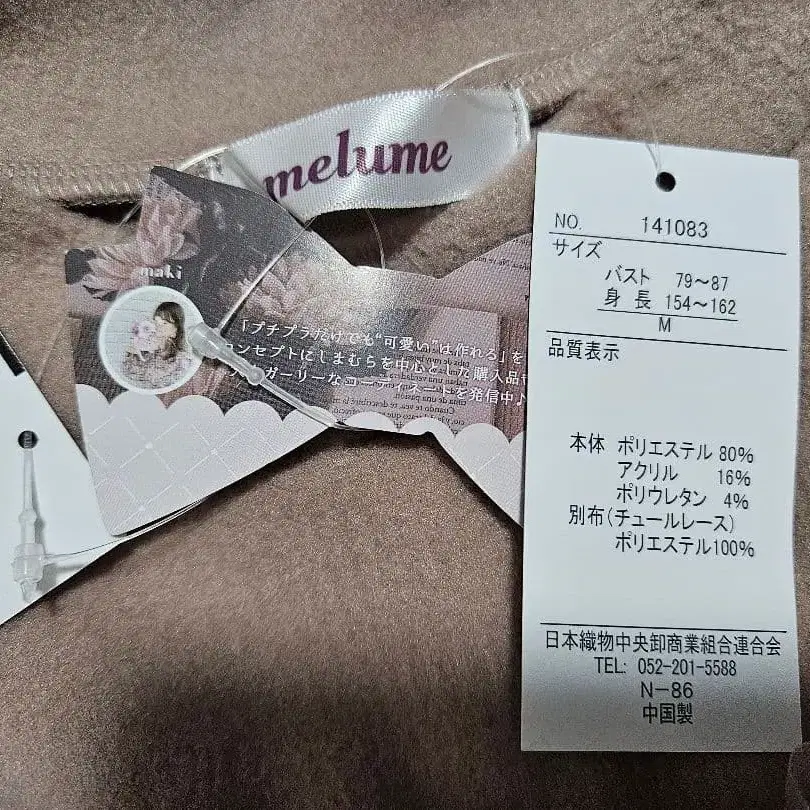 melume
maki
「プチプラだけでも"可愛い"は作れる」を
コンセプトにしまむらを中心とした購入品や
ガーリーなコーディネートを発信中♪
NO. 141083
サイズ
バスト 79～87
身長 154～162
M
品質表示
本体 ポリエステル 80%
アクリル 16%
ポリウレタン 4%
別布(チュールレース)
ポリエステル100%
日本織物中央卸商業組合連合会
TEL: 052-201-5588
N-86
中国製